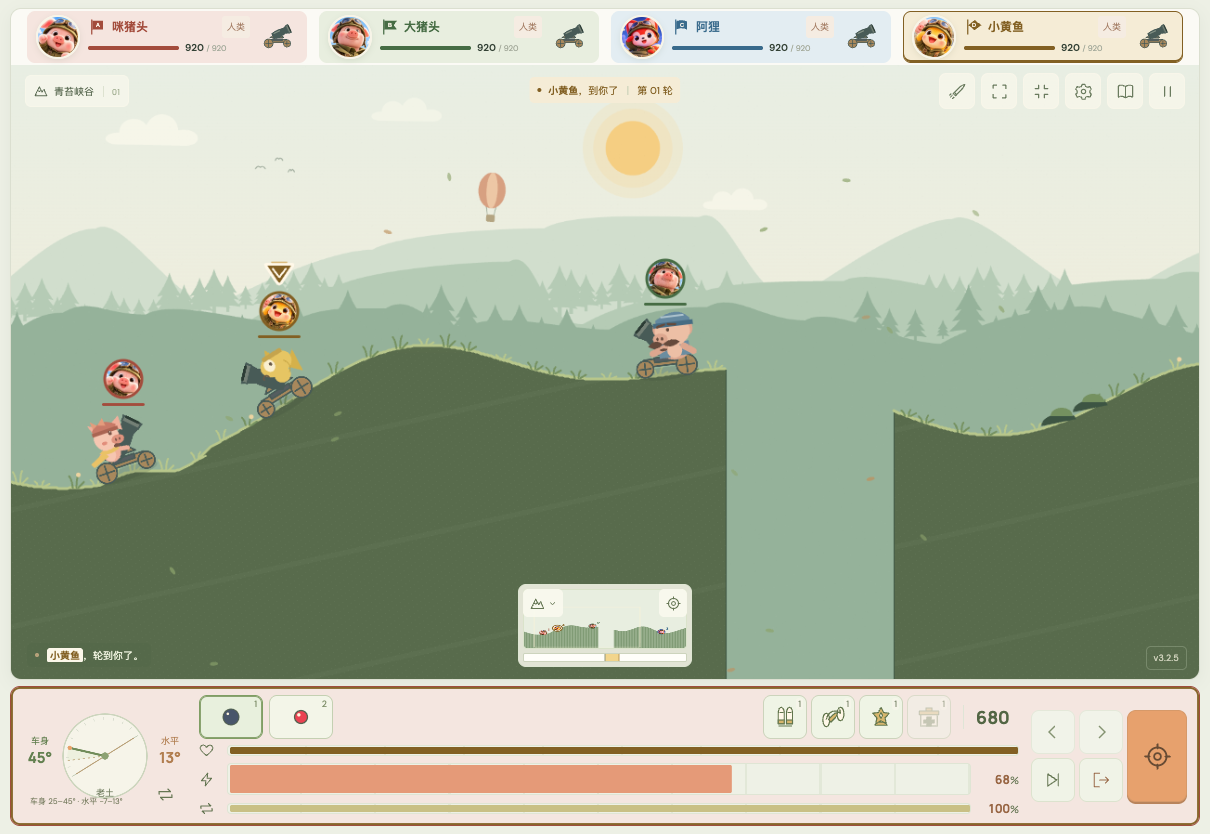 A 咪猪头 人类
920 / 920
B 大猪头 人类
920 / 920
C 阿狸 人类
920 / 920
D 小黄鱼 人类
920 / 920
青苔峡谷 01
小黄鱼，到你了 第 01 轮
小黄鱼，轮到你了。
v3.2.5
车身
45°
水平
13°
老土
车身 25–45° · 水平 -7–13°
1
2
1
1
1
1
680
68%
100%